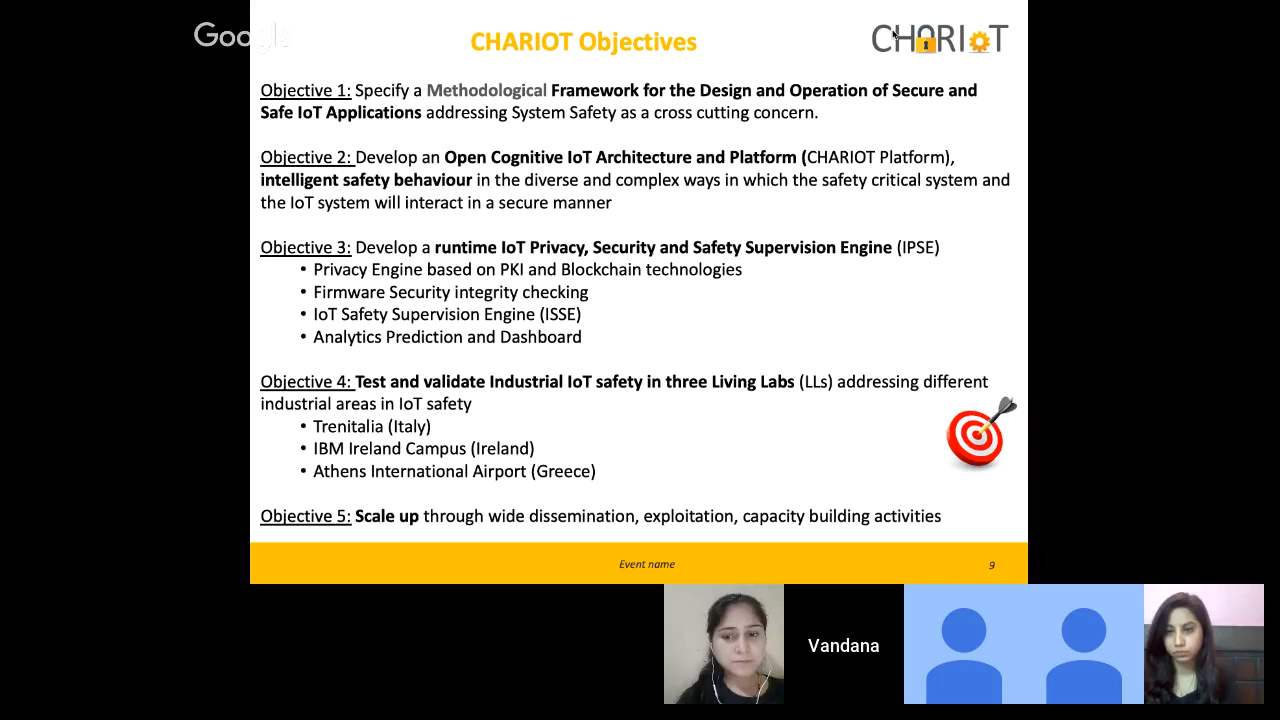 Google
CHARIOT Objectives
CHARIOT
Objective 1: Specify a Methodological Framework for the Design and Operation of Secure and
Safe IoT Applications addressing System Safety as a cross cutting concern.
Objective 2: Develop an Open Cognitive IoT Architecture and Platform (CHARIOT Platform),
intelligent safety behaviour in the diverse and complex ways in which the safety critical system and
the IoT system will interact in a secure manner
Objective 3: Develop a runtime IoT Privacy, Security and Safety Supervision Engine (IPSE)
• Privacy Engine based on PKI and Blockchain technologies
• Firmware Security integrity checking
• IoT Safety Supervision Engine (ISSE)
• Analytics Prediction and Dashboard
Objective 4: Test and validate Industrial IoT safety in three Living Labs (LLs) addressing different
industrial areas in IoT safety
• Trenitalia (Italy)
• IBM Ireland Campus (Ireland)
• Athens International Airport (Greece)
Objective 5: Scale up through wide dissemination, exploitation, capacity building activities
Event name
9
Vandana